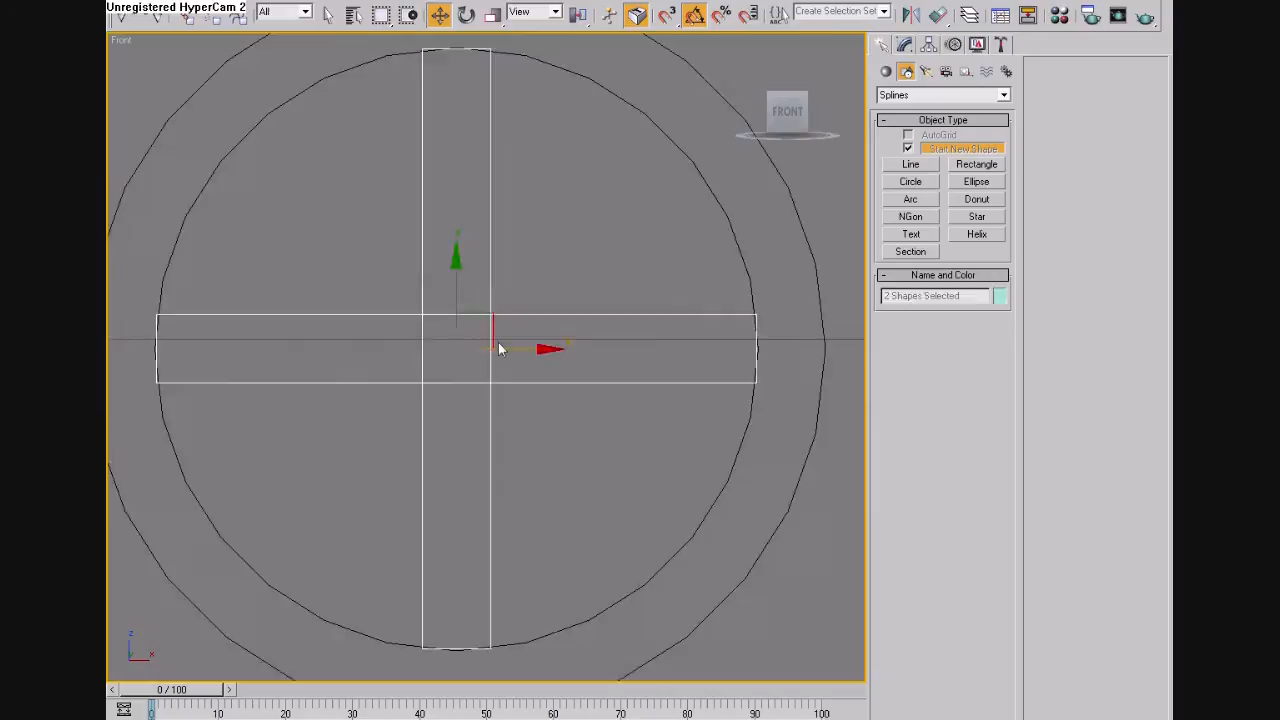 Unregistered HyperCam 2
All
View
Create Selection Set
Front
FRONT
Splines
- Object Type
AutoGrid
Start New Shape
Line Rectangle
Circle Ellipse
Arc Donut
NGon Star
Text Helix
Section
- Name and Color
2 Shapes Selected
z
x
< 0 / 100 >
0 10 20 30 40 50 60 70 80 90 100